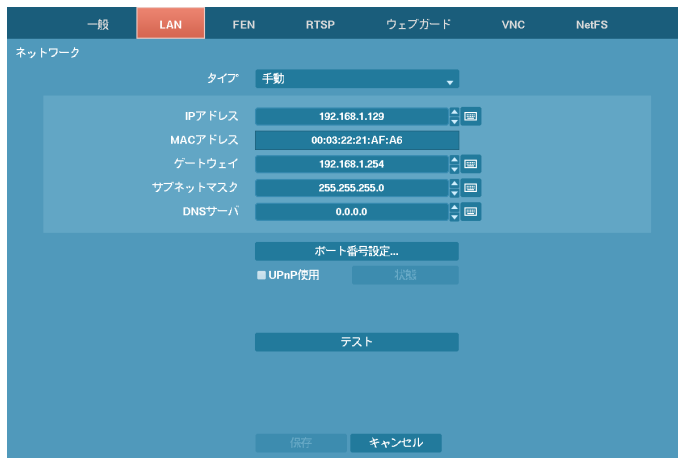 一般 LAN FEN RTSP ウェブガード VNC NetFS
ネットワーク
タイプ 手動
IPアドレス 192.168.1.129
MACアドレス 00:03:22:21:AF:A6
ゲートウェイ 192.168.1.254
サブネットマスク 255.255.255.0
DNSサーバ 0.0.0.0
ポート番号設定...
UPnP使用 状態
テスト
保存 キャンセル